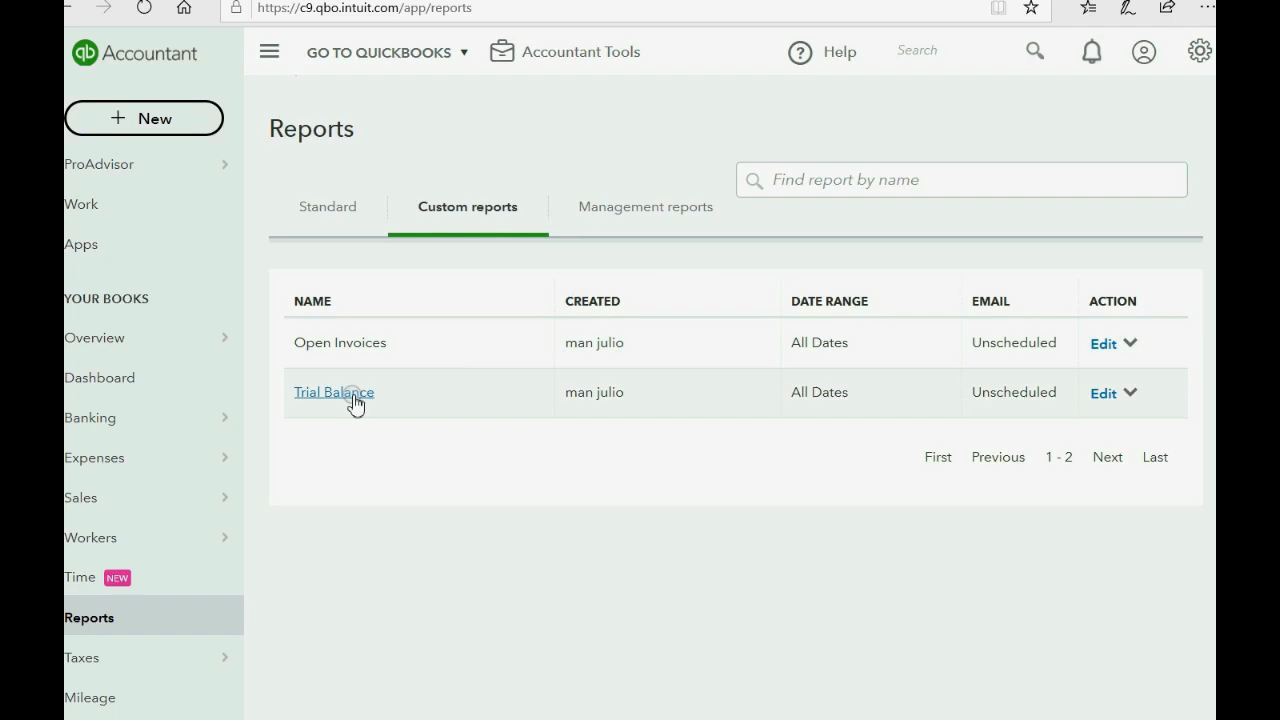 https://c9.qbo.intuit.com/app/reports
qb Accountant
GO TO QUICKBOOKS
Accountant Tools
Help
Search
+ New
ProAdvisor
Work
Apps
YOUR BOOKS
Overview
Dashboard
Banking
Expenses
Sales
Workers
Time NEW
Reports
Taxes
Mileage
Reports
Find report by name
Standard Custom reports Management reports
NAME CREATED DATE RANGE EMAIL ACTION
Open Invoices man julio All Dates Unscheduled Edit
Trial Balance man julio All Dates Unscheduled Edit
First Previous 1 - 2 Next Last